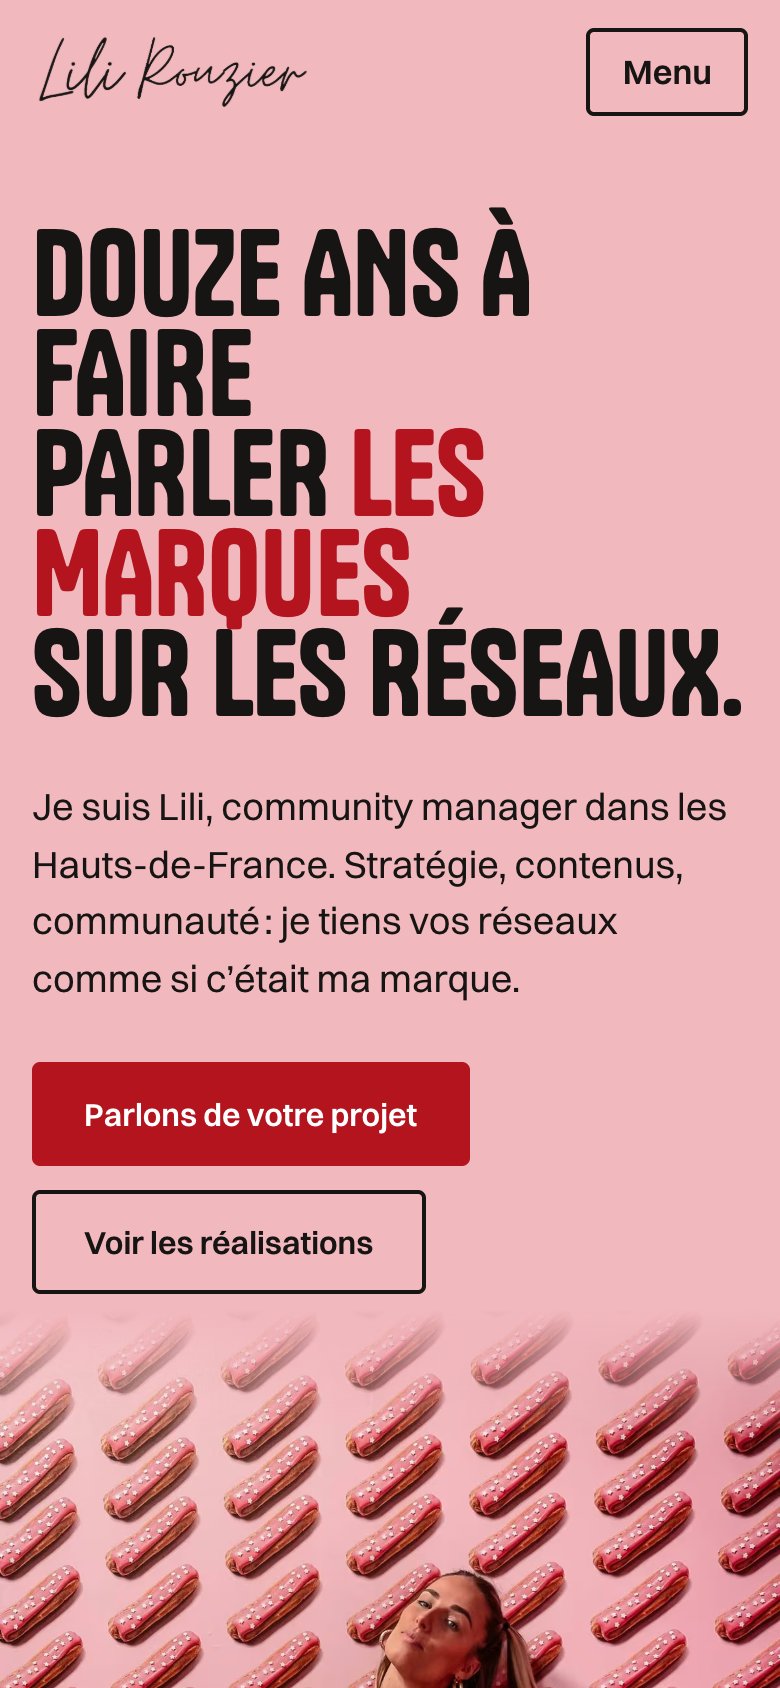 Lili Rouzier
Menu
DOUZE ANS À
FAIRE
PARLER LES
MARQUES
SUR LES RÉSEAUX.
Je suis Lili, community manager dans les
Hauts-de-France. Stratégie, contenus,
communauté : je tiens vos réseaux
comme si c’était ma marque.
Parlons de votre projet
Voir les réalisations